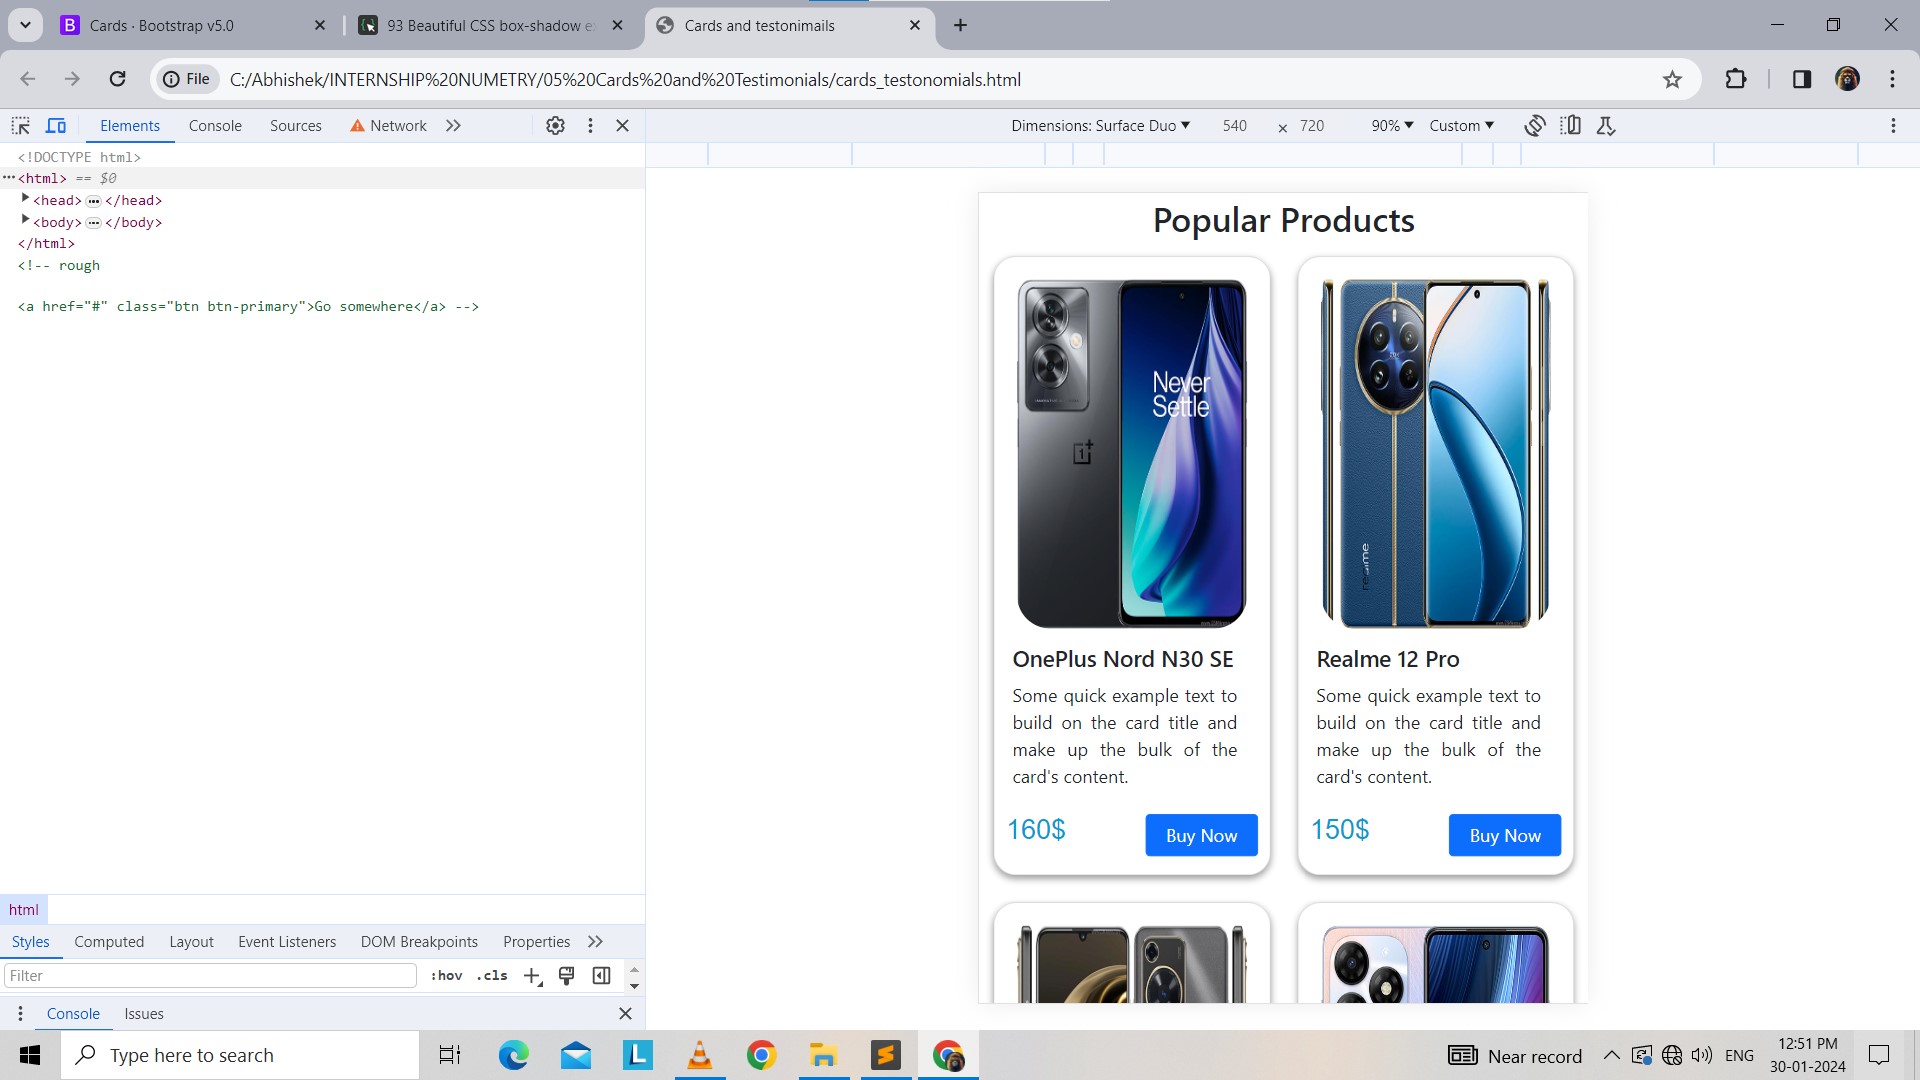 Cards · Bootstrap v5.0
93 Beautiful CSS box-shadow e
Cards and testonimails
File
C:/Abhishek/INTERNSHIP%20NUMETRY/05%20Cards%20and%20Testimonials/cards_testonomials.html
Elements Console Sources Network
Dimensions: Surface Duo 540 × 720 90% Custom
<!DOCTYPE html>
<html> == $0
<head> </head>
<body> </body>
</html>
<!-- rough
<a href="#" class="btn btn-primary">Go somewhere</a> -->
Popular Products
Never
Settle
realme
OnePlus Nord N30 SE
Some quick example text to
build on the card title and
make up the bulk of the
card's content.
160$
Buy Now
Realme 12 Pro
Some quick example text to
build on the card title and
make up the bulk of the
card's content.
150$
Buy Now
html
Styles Computed Layout Event Listeners DOM Breakpoints Properties
Filter
:hov .cls
Console Issues
Type here to search
Near record
ENG
12:51 PM
30-01-2024